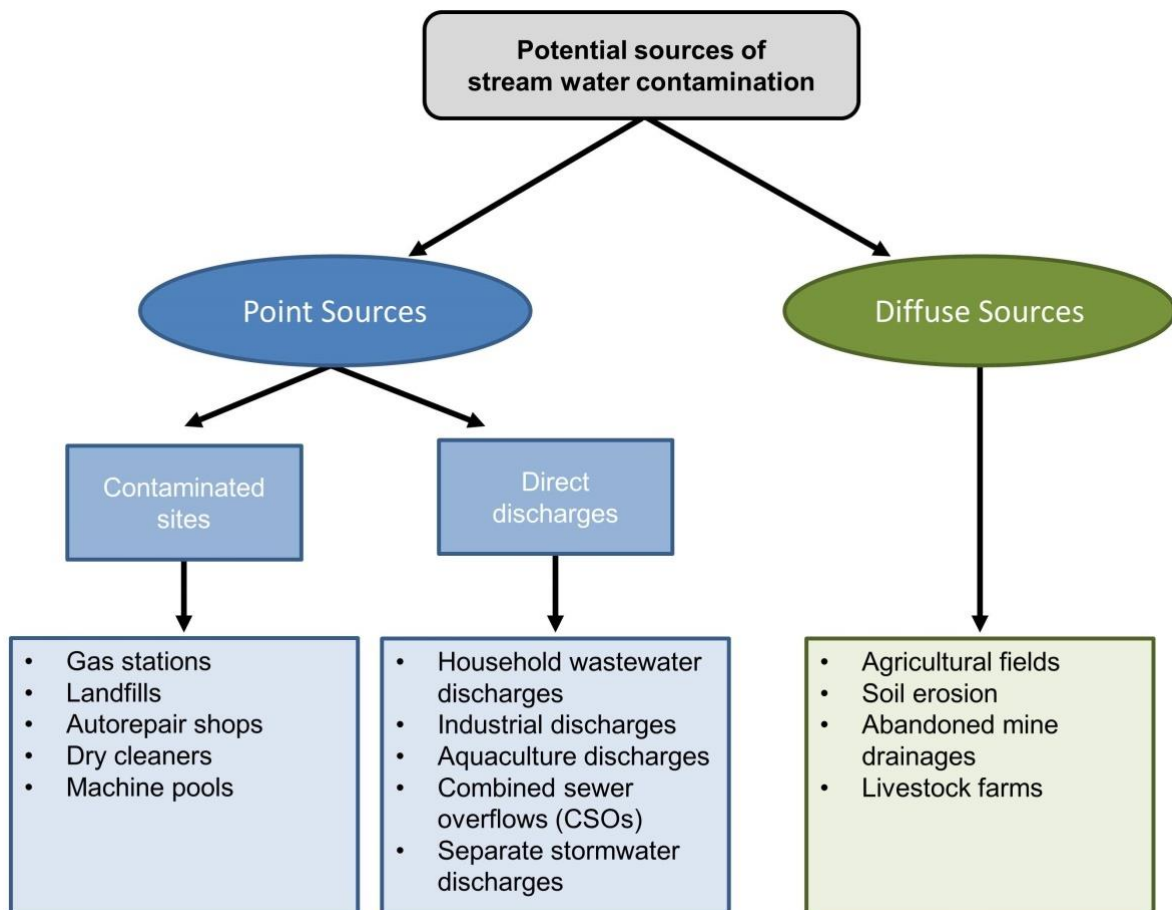 Potential sources of
stream water contamination
Point Sources
Diffuse Sources
Contaminated
sites
Direct
discharges
• Gas stations
• Landfills
• Autorepair shops
• Dry cleaners
• Machine pools
• Household wastewater
discharges
• Industrial discharges
• Aquaculture discharges
• Combined sewer
overflows (CSOs)
• Separate stormwater
discharges
• Agricultural fields
• Soil erosion
• Abandoned mine
drainages
• Livestock farms